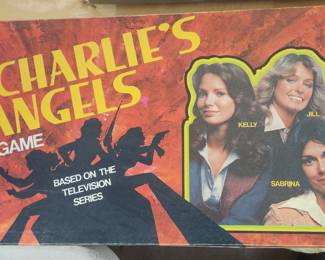 CHARLIE'S
ANGELS
GAME
BASED ON THE
TELEVISION
SERIES
KELLY
JILL
SABRINA